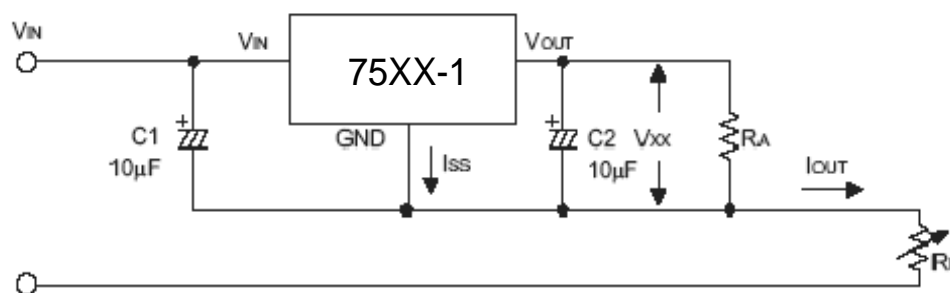 VIN
VIN
75XX-1
VOUT
GND
ISS
+
C1
10µF
+
C2
10µF
VXX
RA
IOUT